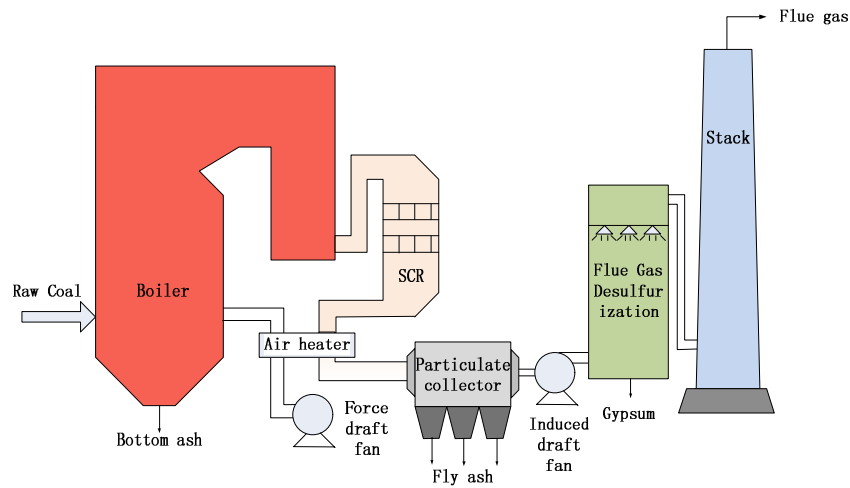 Flue gas
Stack
SCR
Flue Gas
Desulfur
ization
Raw Coal
Boiler
Air heater
Particulate
collector
Force
draft
fan
Induced
draft
fan
Gypsum
Bottom ash
Fly ash